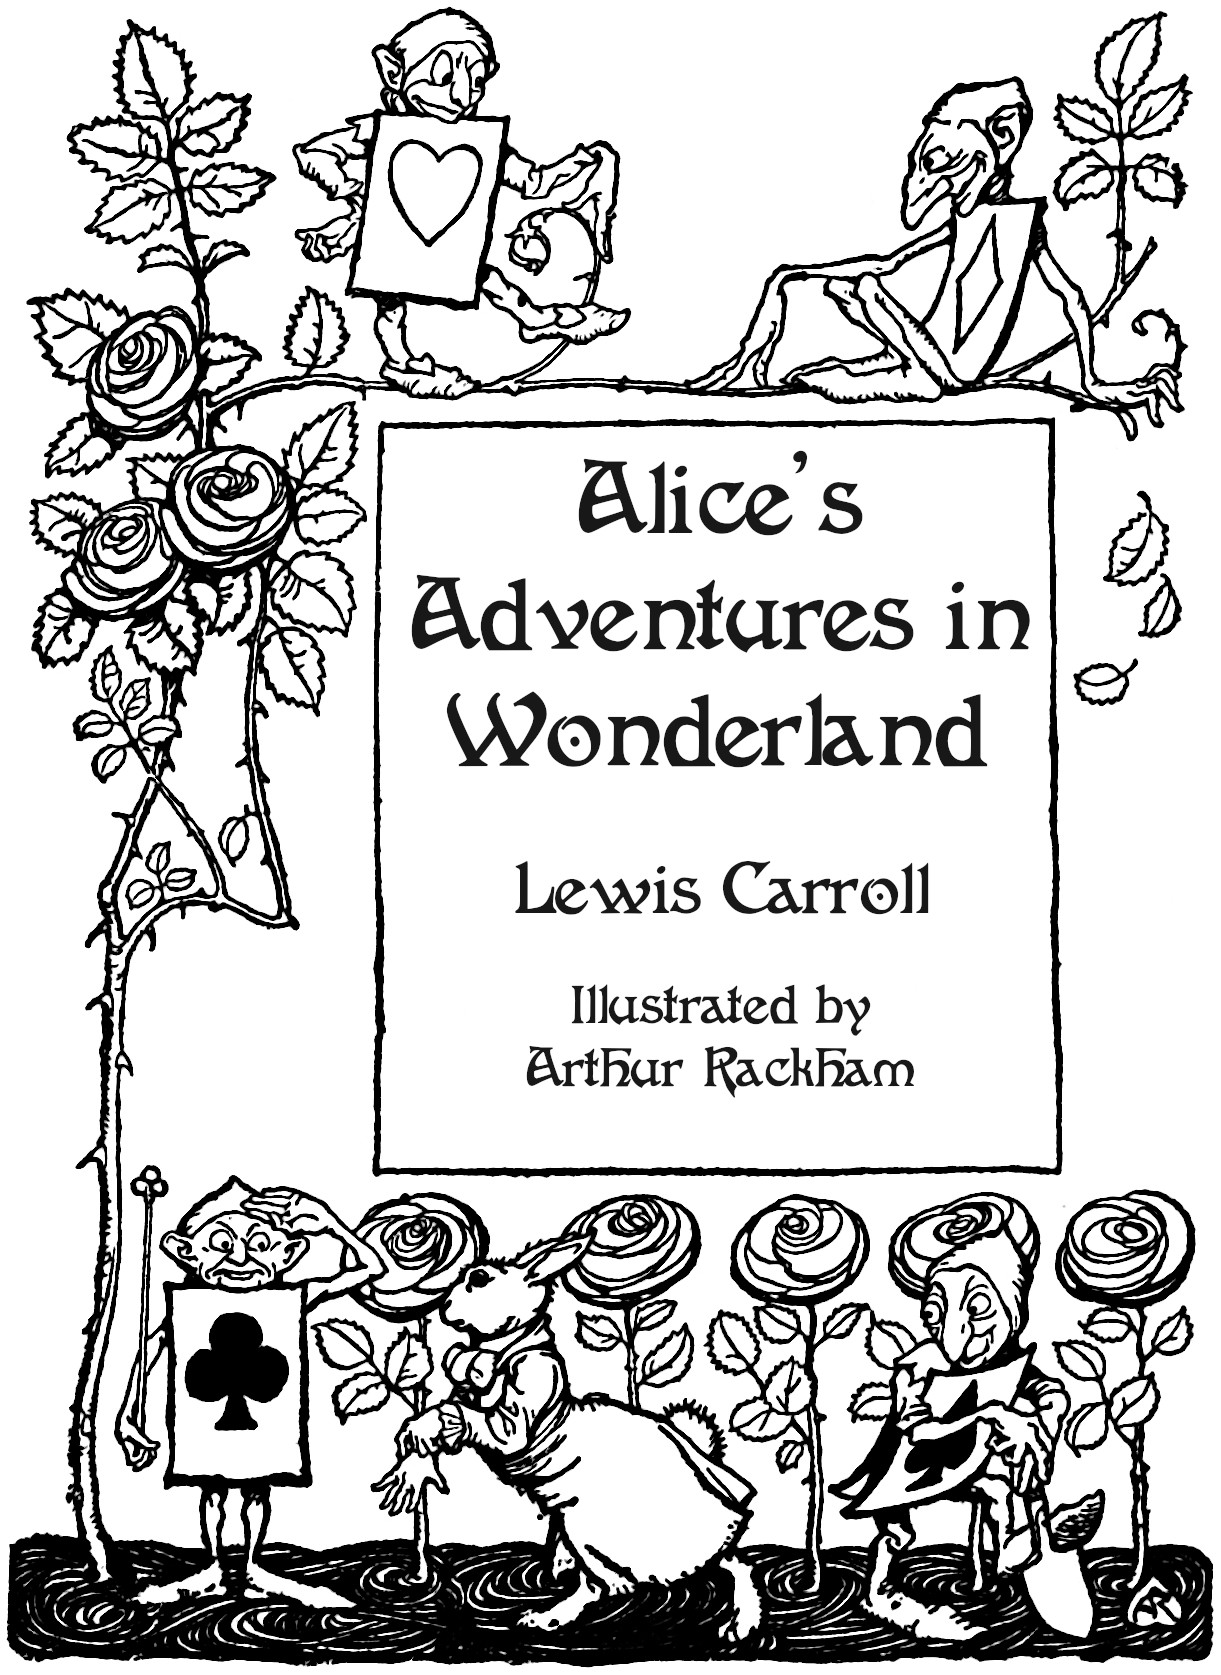 Alice's
Adventures in
Wonderland
Lewis Carroll
Illustrated by
Arthur Rackham